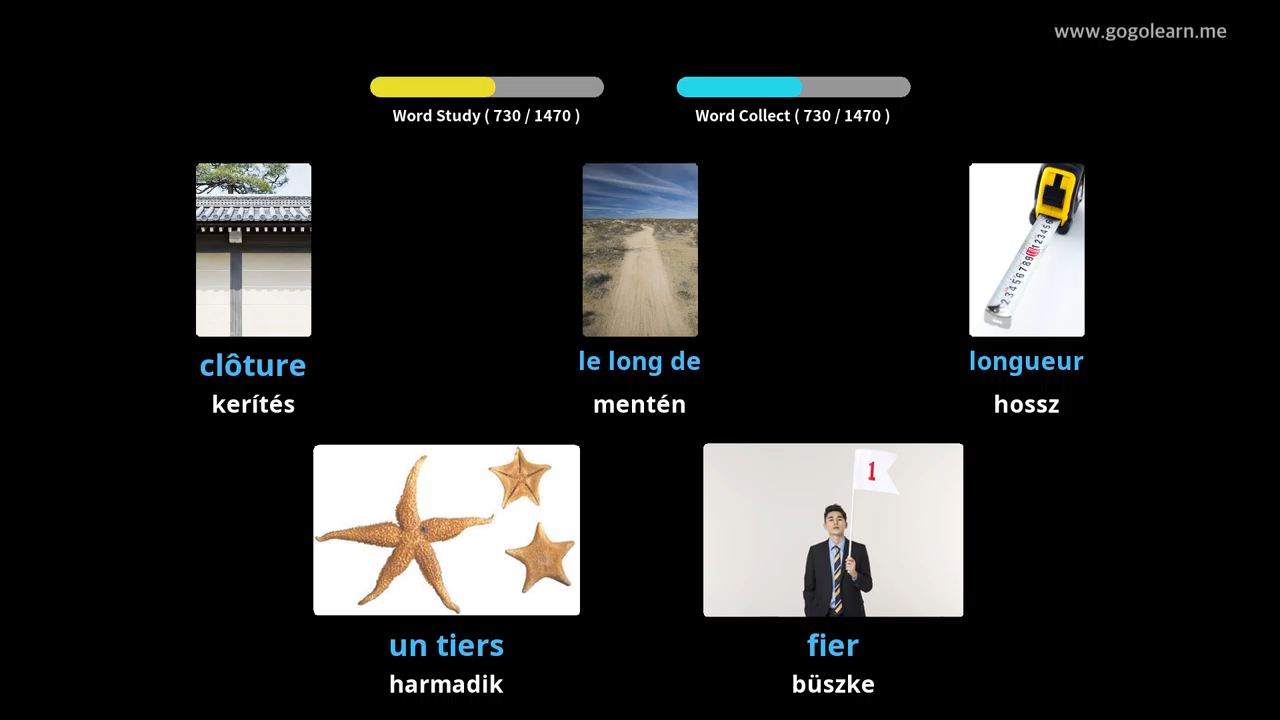 www.gogolearn.me
Word Study ( 730 / 1470 )
Word Collect ( 730 / 1470 )
clôture
kerítés
le long de
mentén
longueur
hossz
un tiers
harmadik
1
fier
büszke